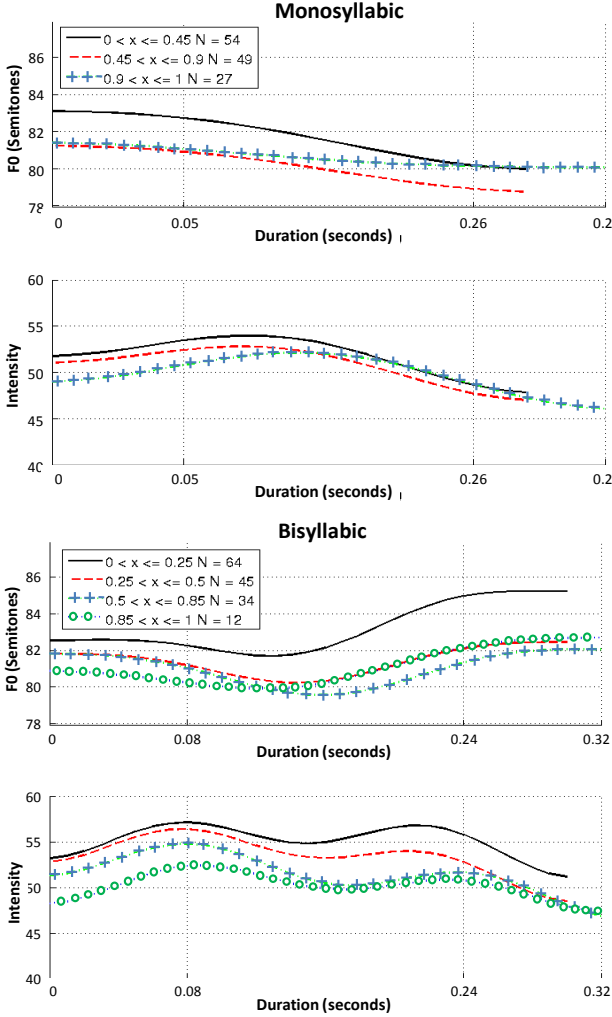 Monosyllabic
0 < x <= 0.45 N = 54
0.45 < x <= 0.9 N = 49
0.9 < x <= 1 N = 27
F0 (Semitones)
86
84
82
80
78
0 0.05 0.26 0.2
Duration (seconds)
Intensity
60
55
50
45
40
0 0.05 0.26 0.2
Duration (seconds)
Bisyllabic
0 < x <= 0.25 N = 64
0.25 < x <= 0.5 N = 45
0.5 < x <= 0.85 N = 34
0.85 < x <= 1 N = 12
F0 (Semitones)
86
84
82
80
78
0 0.08 0.24 0.32
Duration (seconds)
Intensity
60
55
50
45
40
0 0.08 0.24 0.32
Duration (seconds)